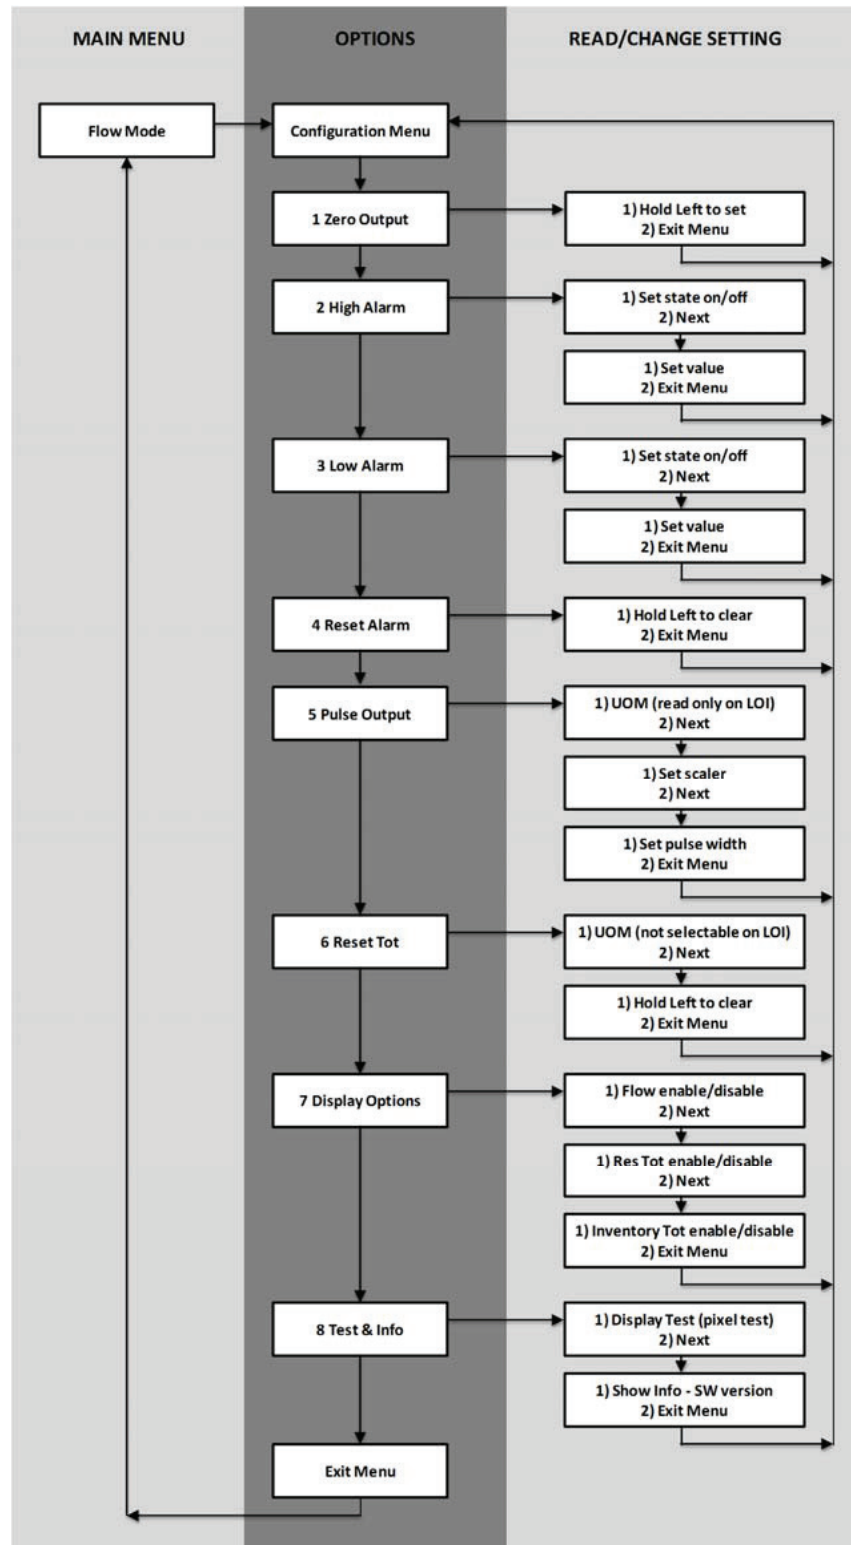 MAIN MENU
OPTIONS
READ/CHANGE SETTING
Flow Mode
Configuration Menu
1 Zero Output
1) Hold Left to set
2) Exit Menu
2 High Alarm
1) Set state on/off
2) Next
1) Set value
2) Exit Menu
3 Low Alarm
1) Set state on/off
2) Next
1) Set value
2) Exit Menu
4 Reset Alarm
1) Hold Left to clear
2) Exit Menu
5 Pulse Output
1) UOM (read only on LOI)
2) Next
1) Set scaler
2) Next
1) Set pulse width
2) Exit Menu
6 Reset Tot
1) UOM (not selectable on LOI)
2) Next
1) Hold Left to clear
2) Exit Menu
7 Display Options
1) Flow enable/disable
2) Next
1) Res Tot enable/disable
2) Next
1) Inventory Tot enable/disable
2) Exit Menu
8 Test & Info
1) Display Test (pixel test)
2) Next
1) Show Info - SW version
2) Exit Menu
Exit Menu